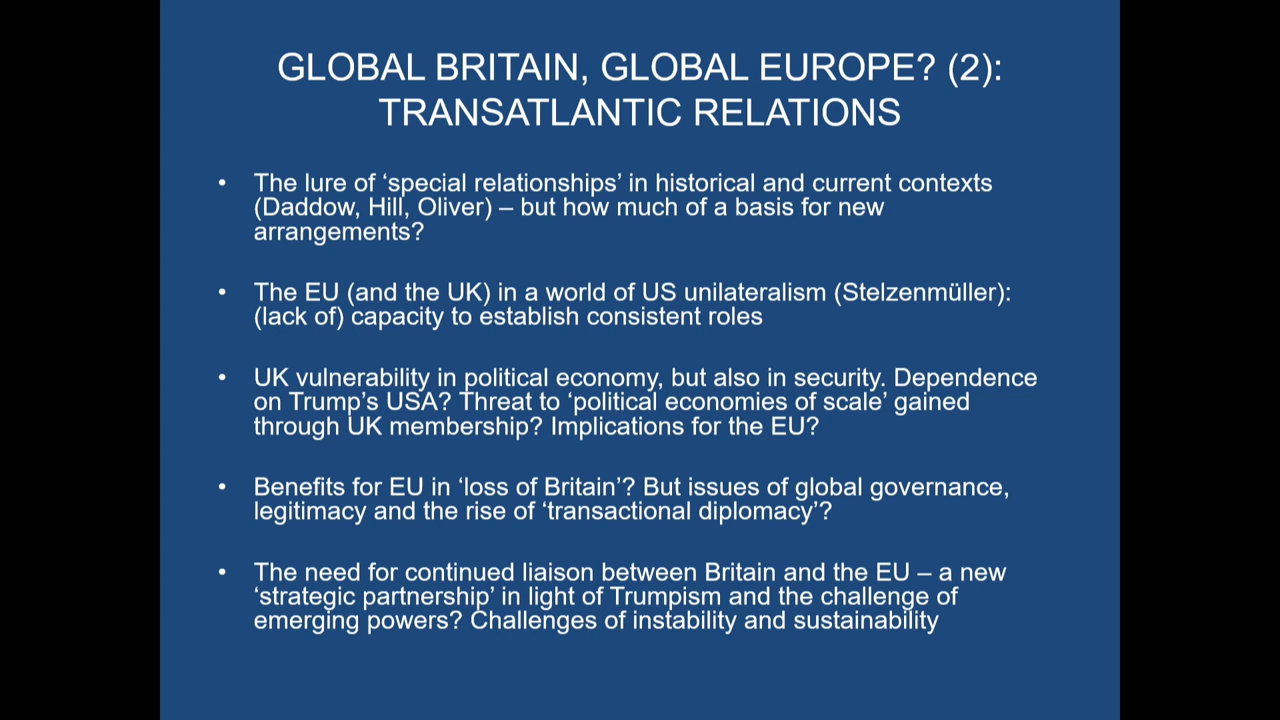 GLOBAL BRITAIN, GLOBAL EUROPE? (2):
TRANSATLANTIC RELATIONS
• The lure of ‘special relationships’ in historical and current contexts
(Daddow, Hill, Oliver) – but how much of a basis for new
arrangements?
• The EU (and the UK) in a world of US unilateralism (Stelzenmüller):
(lack of) capacity to establish consistent roles
• UK vulnerability in political economy, but also in security. Dependence
on Trump’s USA? Threat to ‘political economies of scale’ gained
through UK membership? Implications for the EU?
• Benefits for EU in ‘loss of Britain’? But issues of global governance,
legitimacy and the rise of ‘transactional diplomacy’?
• The need for continued liaison between Britain and the EU – a new
‘strategic partnership’ in light of Trumpism and the challenge of
emerging powers? Challenges of instability and sustainability